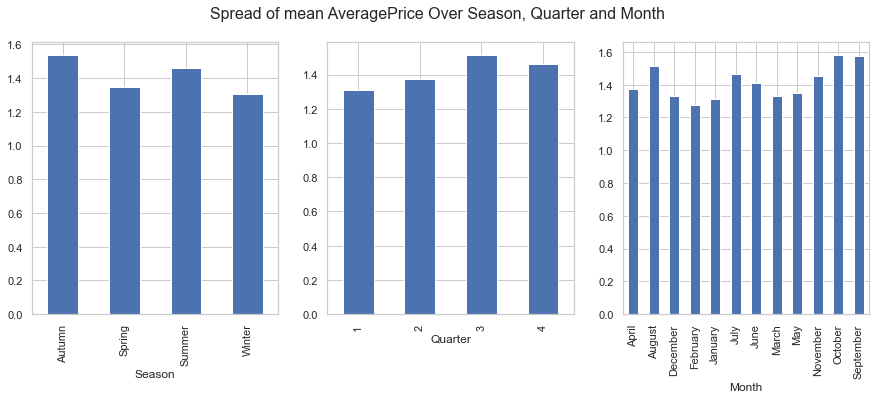 Spread of mean AveragePrice Over Season, Quarter and Month
1.6
1.4
1.2
1.0
0.8
0.6
0.4
0.2
0.0
Autumn
Spring
Summer
Winter
Season
1.4
1.2
1.0
0.8
0.6
0.4
0.2
0.0
1
2
3
4
Quarter
1.6
1.4
1.2
1.0
0.8
0.6
0.4
0.2
0.0
April
August
December
February
January
July
June
March
May
November
October
September
Month